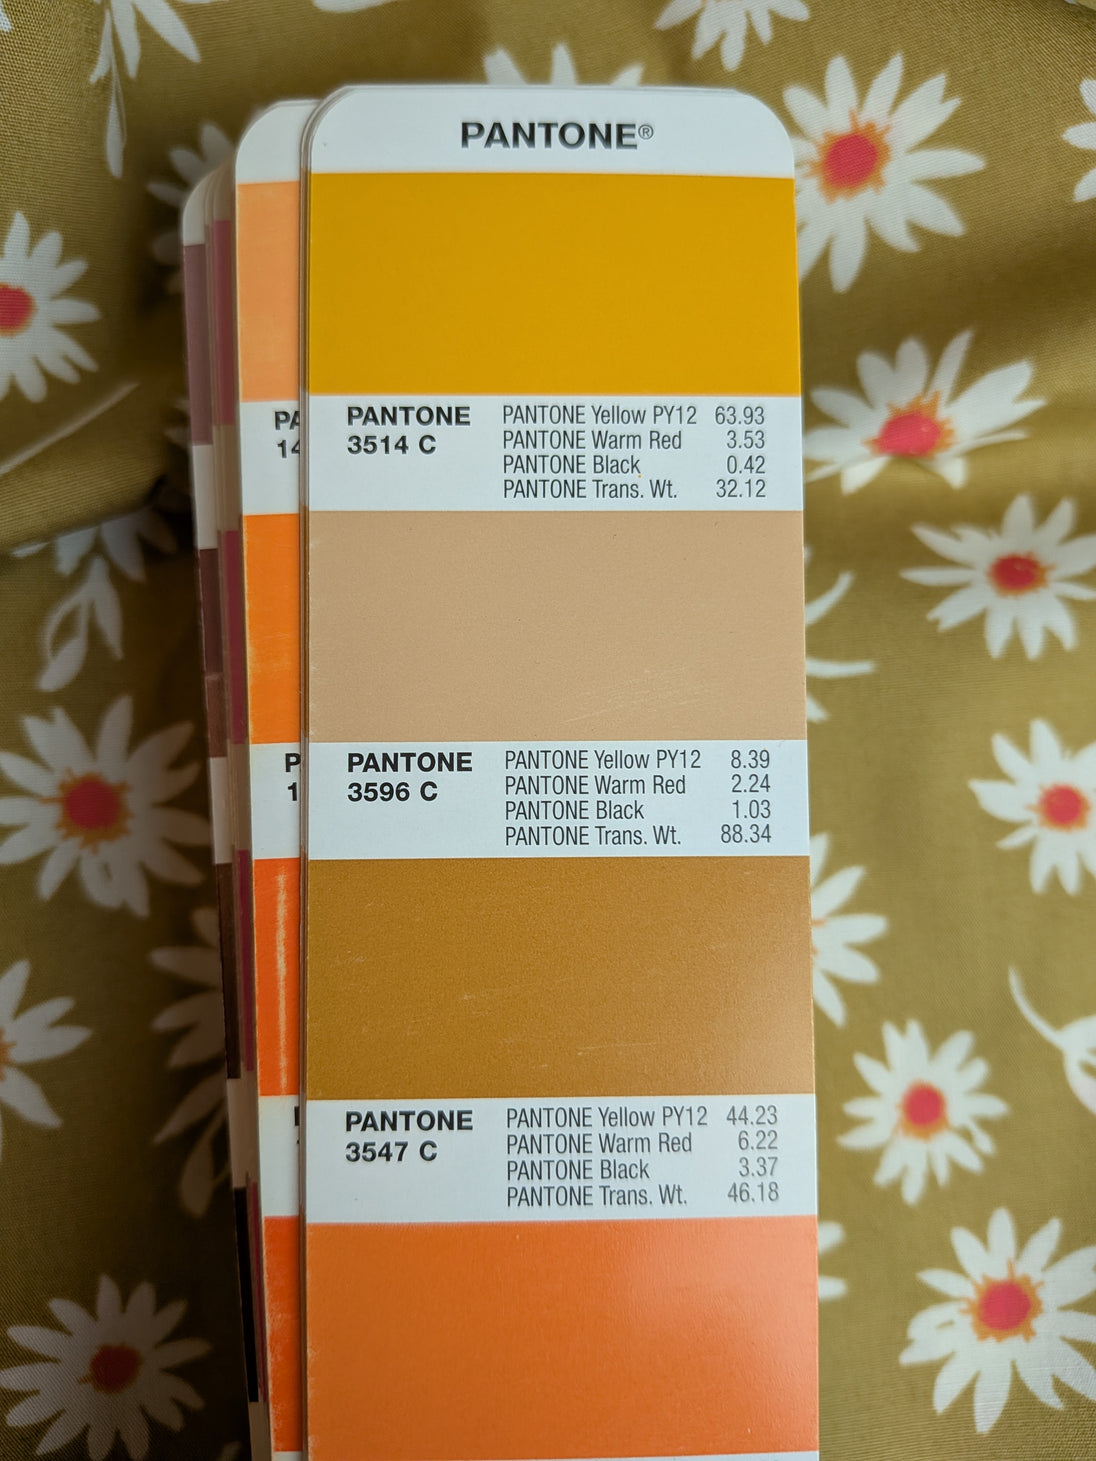 PANTONE®
PANTONE
3514 C
PANTONE Yellow PY12 63.93
PANTONE Warm Red 3.53
PANTONE Black 0.42
PANTONE Trans. Wt. 32.12
PANTONE
3596 C
PANTONE Yellow PY12 8.39
PANTONE Warm Red 2.24
PANTONE Black 1.03
PANTONE Trans. Wt. 88.34
PANTONE
3547 C
PANTONE Yellow PY12 44.23
PANTONE Warm Red 6.22
PANTONE Black 3.37
PANTONE Trans. Wt. 46.18
PA
14
P
1